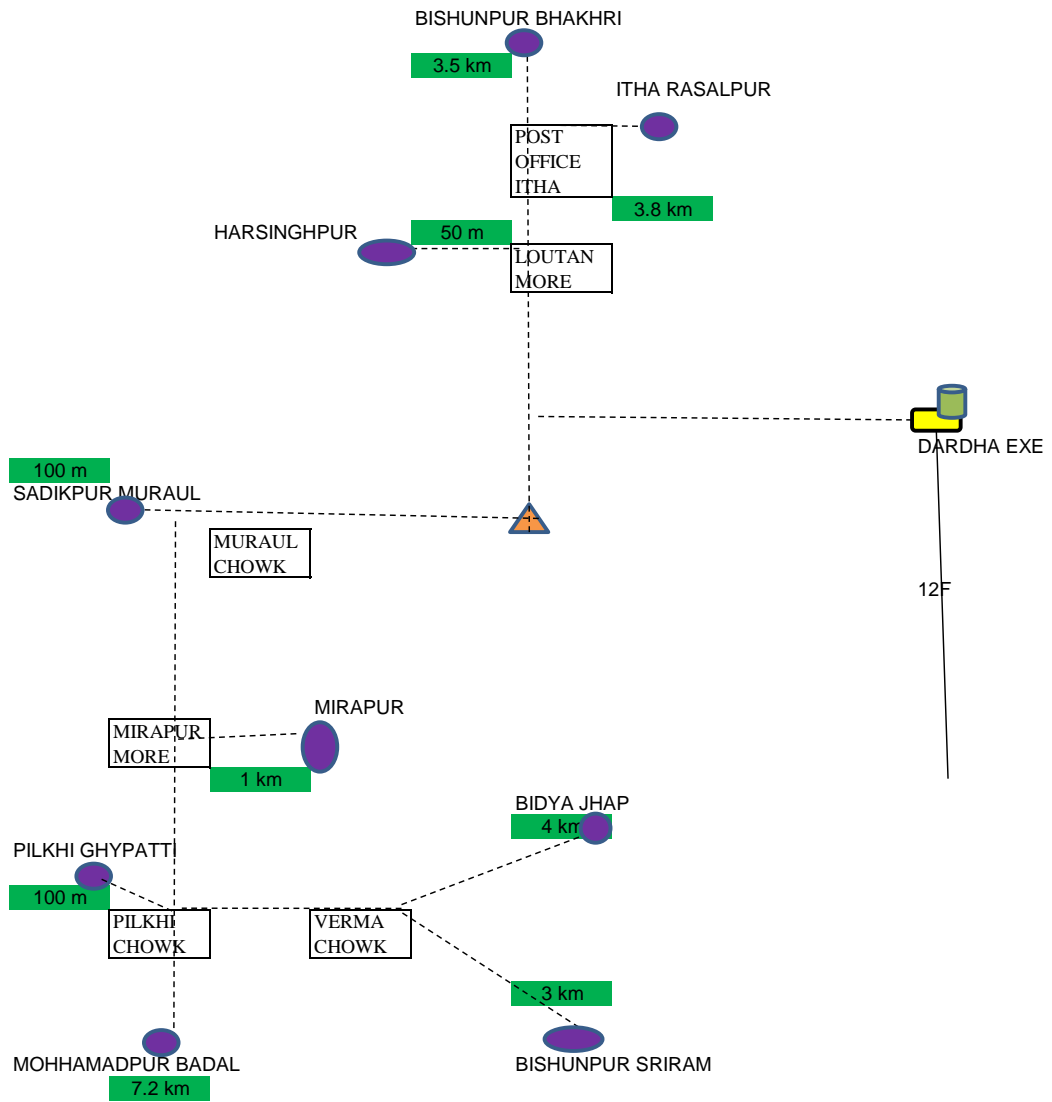 BISHUNPUR BHAKHRI
3.5 km
ITHA RASALPUR
POST
OFFICE
ITHA
3.8 km
HARSINGHPUR
50 m
LOUTAN
MORE
DARDHA EXE
100 m
SADIKPUR MURAUL
MURAUL
CHOWK
12F
MIRAPUR
MIRAPUR
MORE
1 km
BIDYA JHAP
4 km
PILKHI GHYPATTI
100 m
PILKHI
CHOWK
VERMA
CHOWK
3 km
MOHHAMADPUR BADAL
BISHUNPUR SRIRAM
7.2 km